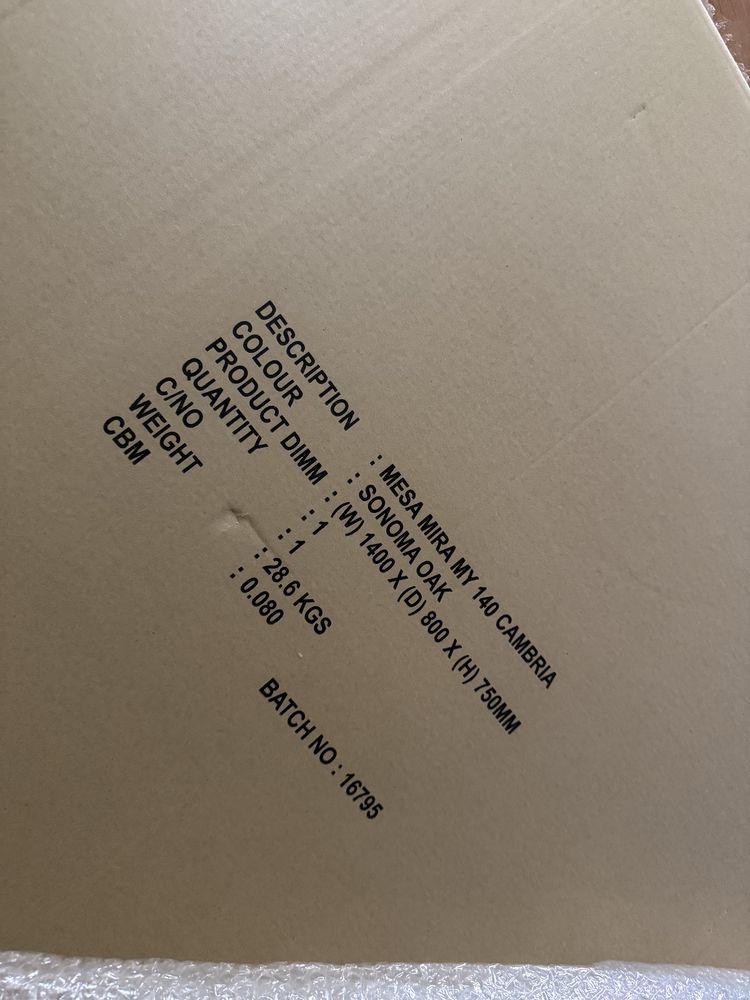 DESCRIPTION : MESA MIRA MY 140 CAMBRIA
COLOUR : SONOMA OAK
PRODUCT DIMM : (W) 1400 X (D) 800 X (H) 750MM
QUANTITY : 1
C/NO : 1
WEIGHT : 28.6 KGS
CBM : 0.080
BATCH NO : 16795